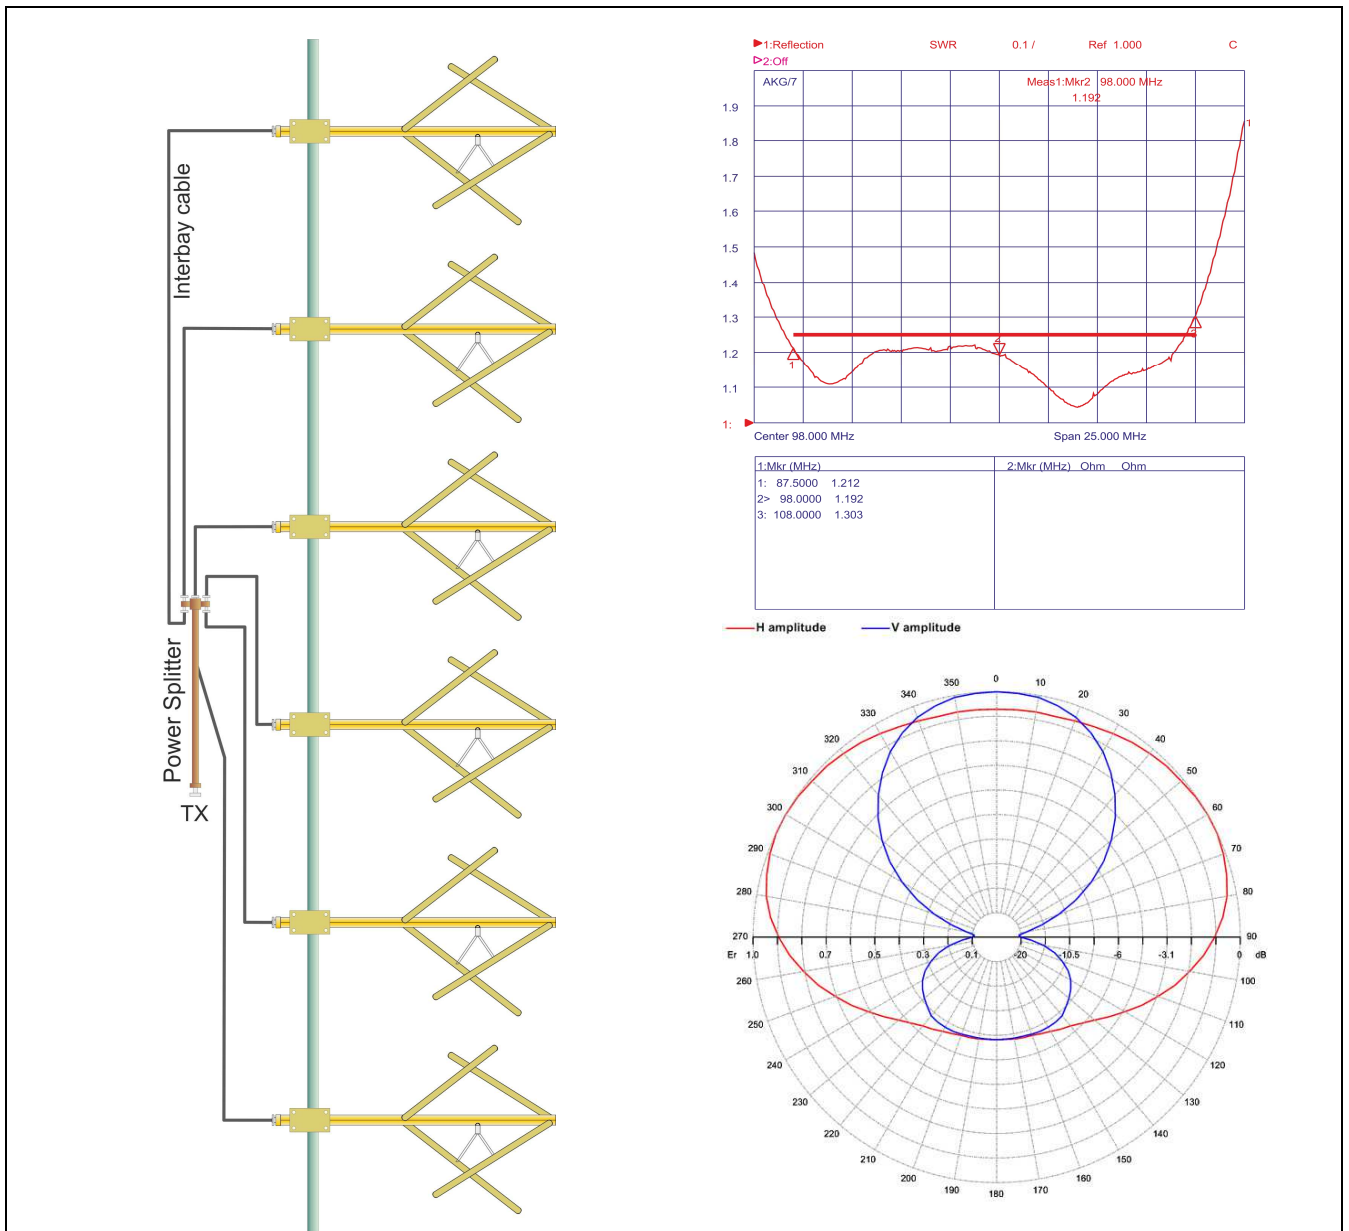 Interbay cable
Power Splitter
TX
1:Reflection SWR 0.1 / Ref 1.000 C
2:Off
AKG/7 Meas1:Mkr2 98.000 MHz
1.192
1.9
1.8
1.7
1.6
1.5
1.4
1.3
1.2
1.1
1:
1
2
3
1
Center 98.000 MHz Span 25.000 MHz
1:Mkr (MHz) 2:Mkr (MHz) Ohm Ohm
1: 87.5000 1.212
2> 98.0000 1.192
3: 108.0000 1.303
H amplitude V amplitude
0
350 10
340 20
330 30
320 40
310 50
300 60
290 70
280 80
270 90
Er 1.0 0.7 0.5 0.3 0.1 -20 -10.5 -6 -3.1 0 dB
260 100
250 110
240 120
230 130
220 140
210 150
200 160
190 170
180